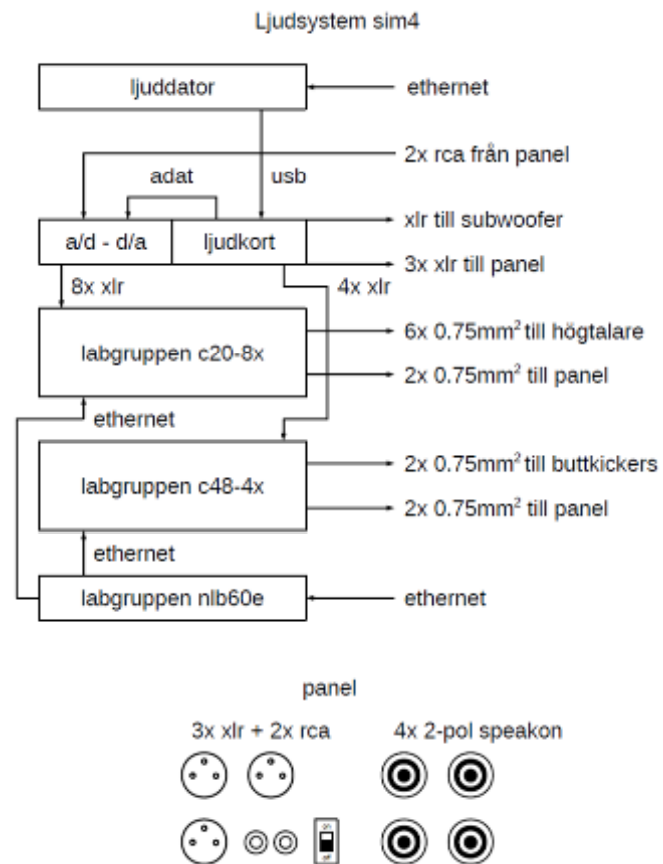 Ljudsystem sim4
ljuddator
ethernet
2x rca från panel
adat
usb
a/d - d/a
ljudkort
xlr till subwoofer
3x xlr till panel
8x xlr
4x xlr
labgruppen c20-8x
6x 0.75mm² till högtalare
2x 0.75mm² till panel
ethernet
labgruppen c48-4x
2x 0.75mm² till buttkickers
2x 0.75mm² till panel
ethernet
labgruppen nlb60e
ethernet
panel
3x xlr + 2x rca
4x 2-pol speakon
on
off